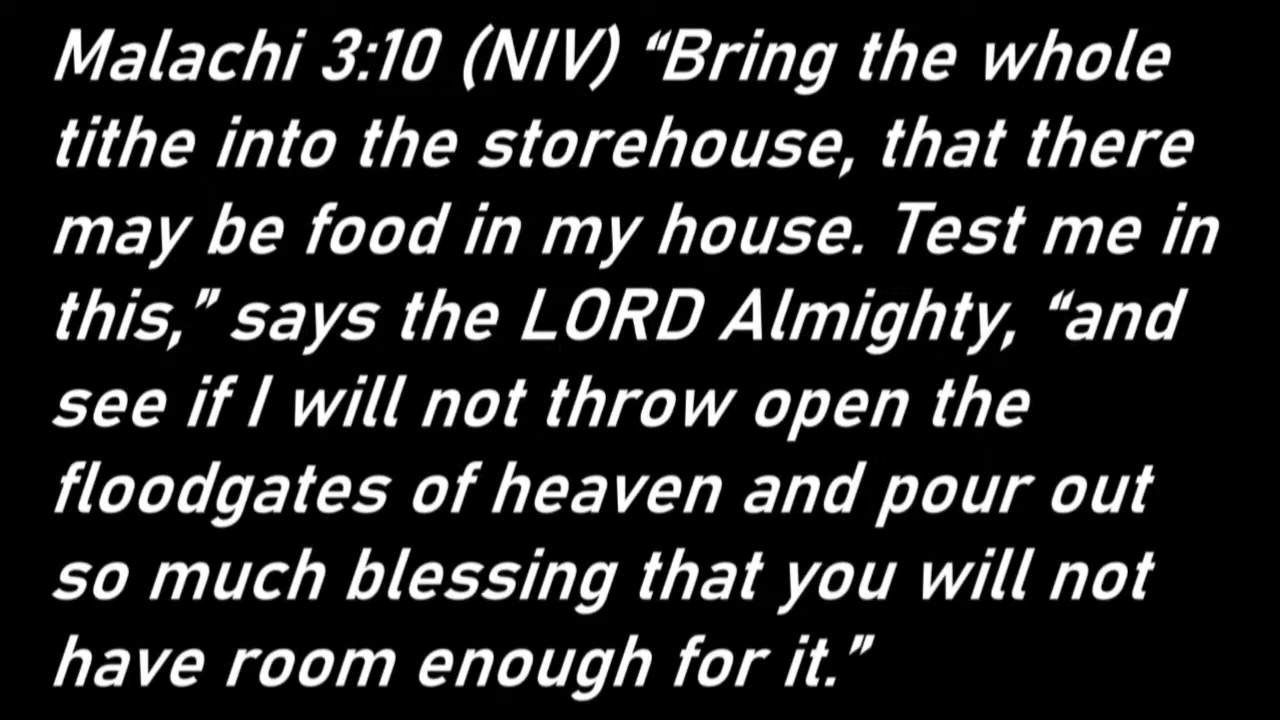 Malachi 3:10 (NIV) “Bring the whole
tithe into the storehouse, that there
may be food in my house. Test me in
this,” says the LORD Almighty, “and
see if I will not throw open the
floodgates of heaven and pour out
so much blessing that you will not
have room enough for it.”